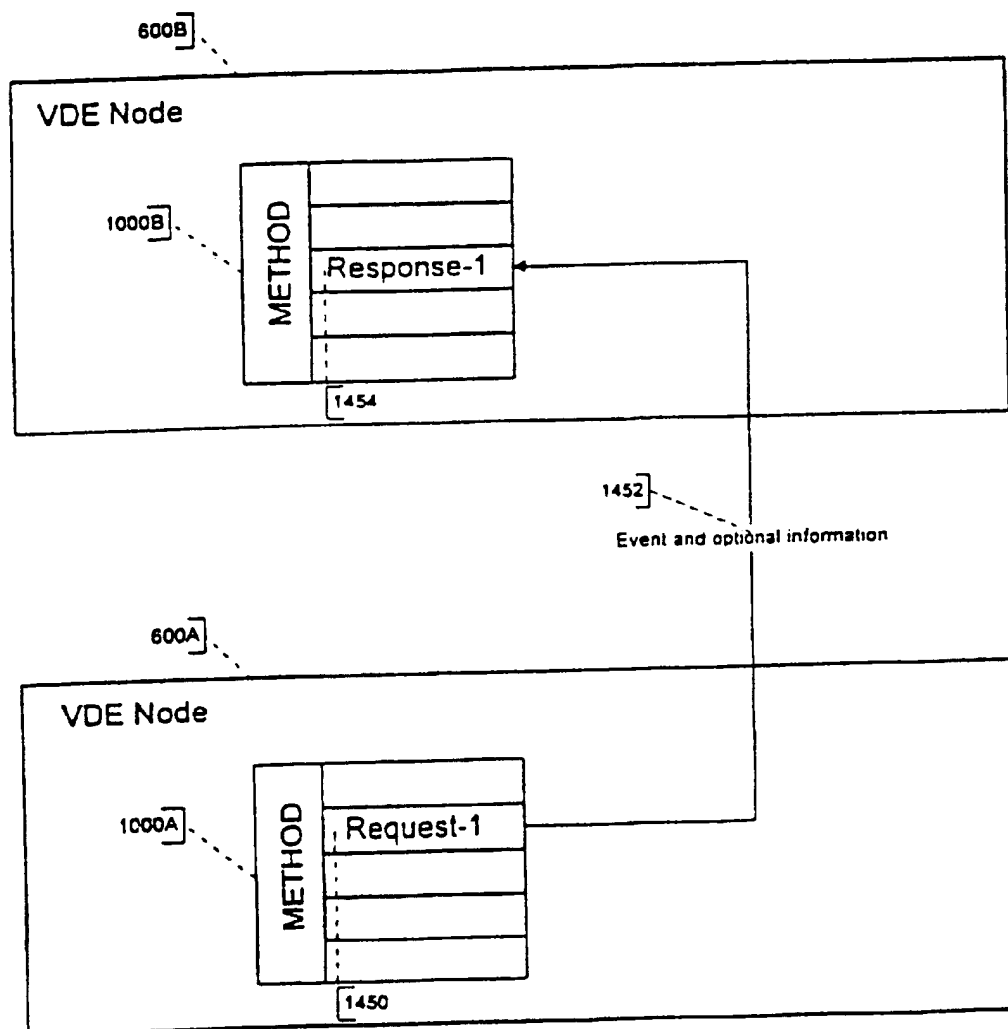 600B
VDE Node
1000B
METHOD
Response-1
1454
1452
Event and optional information
600A
VDE Node
1000A
METHOD
Request-1
1450